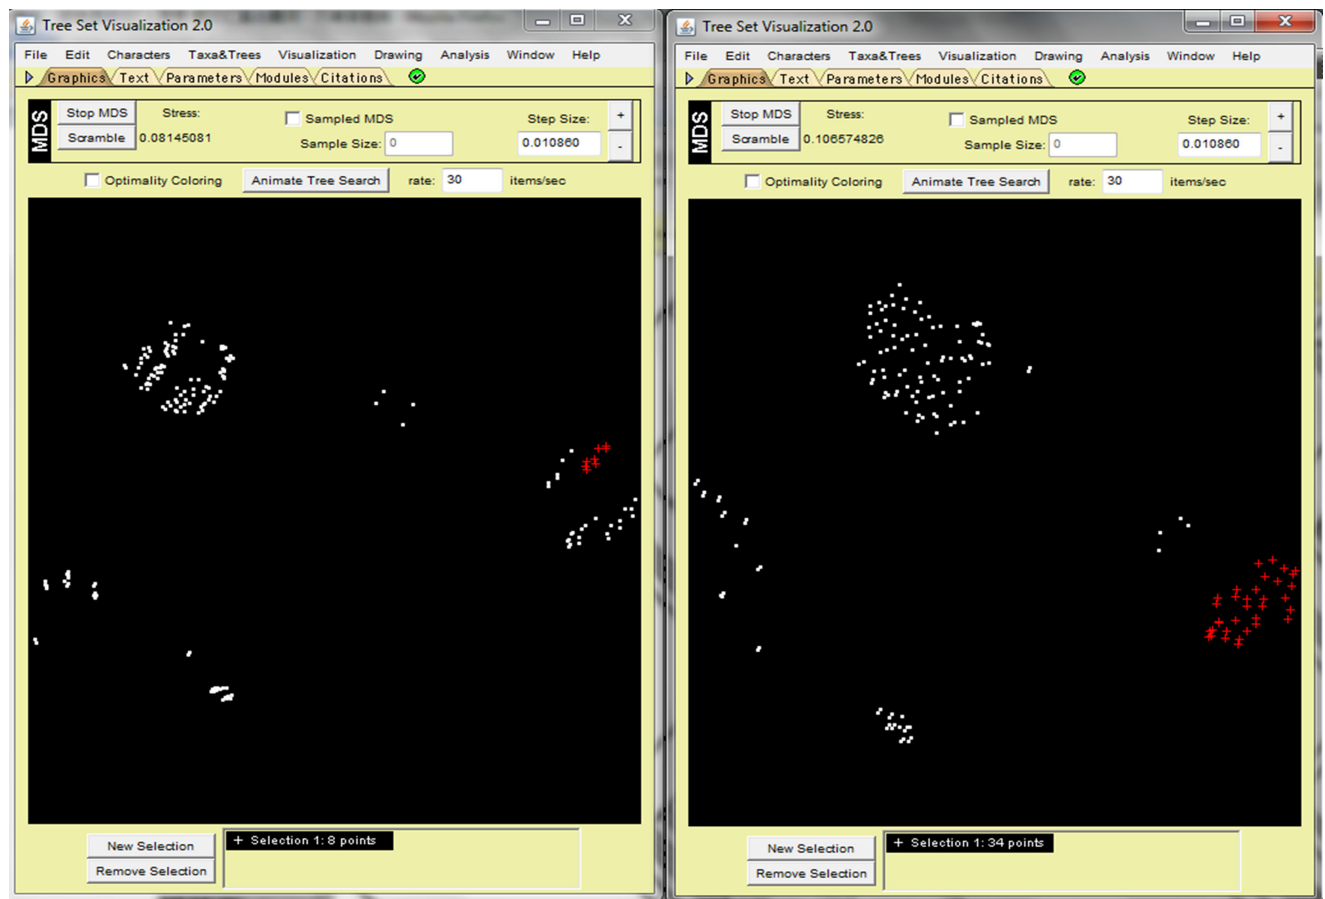 Tree Set Visualization 2.0
File Edit Characters Taxa&Trees Visualization Drawing Analysis Window Help
Graphics Text Parameters Modules Citations
MDS
Stop MDS
Scramble
Stress:
0.08145081
Sampled MDS
Sample Size: 0
Step Size:
0.010860
+
-
Optimality Coloring Animate Tree Search rate: 30 items/sec
New Selection
Remove Selection
+ Selection 1: 8 points
Tree Set Visualization 2.0
File Edit Characters Taxa&Trees Visualization Drawing Analysis Window Help
Graphics Text Parameters Modules Citations
MDS
Stop MDS
Scramble
Stress:
0.106574826
Sampled MDS
Sample Size: 0
Step Size:
0.010860
+
-
Optimality Coloring Animate Tree Search rate: 30 items/sec
New Selection
Remove Selection
+ Selection 1: 34 points